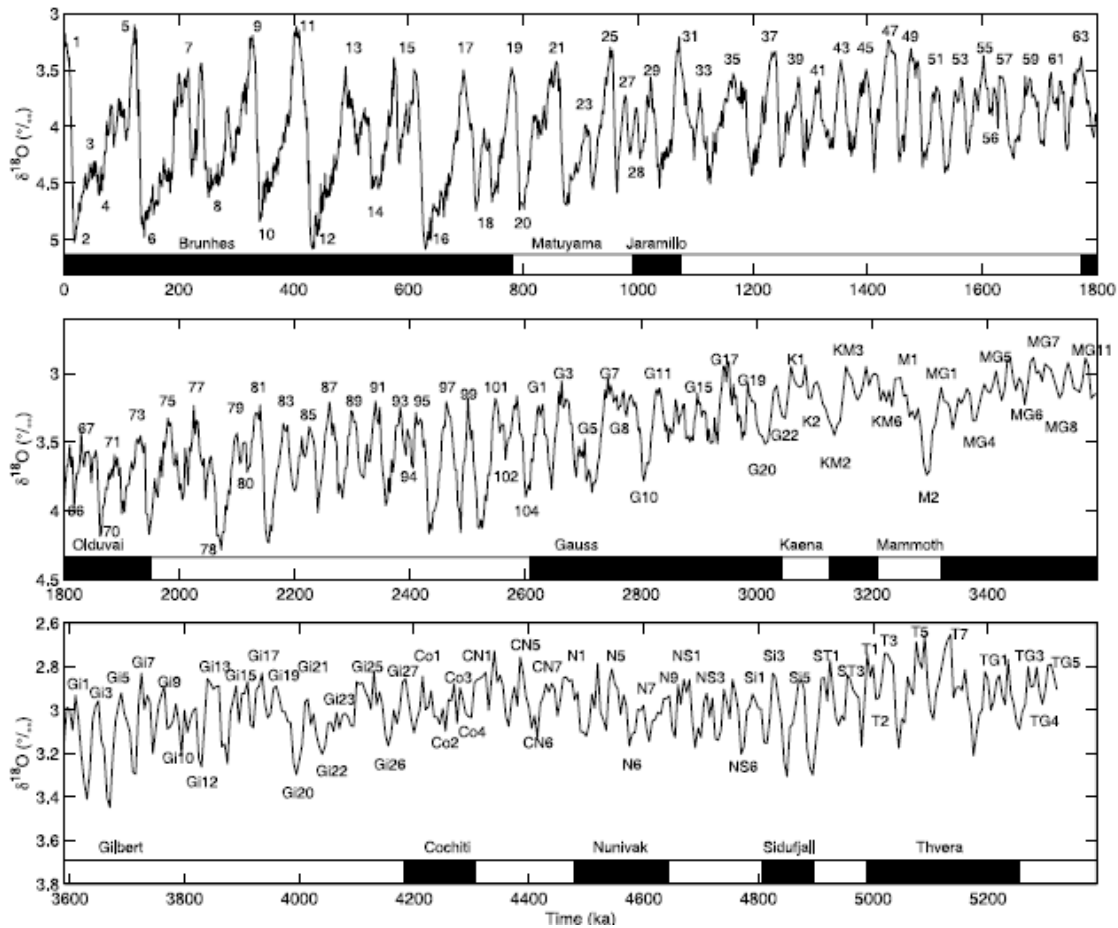 3
5 9 11 47
1 7 13 15 17 19 21 25 31 37 43 49 55 63
3.5 27 29 33 35 39 41 45 51 53 57 59 61
δ18O (°/..)
4 3 23 56
4.5 4 8 14 28
5 2 6 10 12 16 18 20
Brunhes Matuyama Jaramillo
0 200 400 600 800 1000 1200 1400 1600 1800
3 G17 K1 KM3 M1 MG5 MG7 MG11
75 77 81 83 87 89 91 93 95 97 99 101 G1 G3 G7 G11 G15 G19 MG1
δ18O (°/..)
3.5 67 71 73 79 85 G5 G8 G22 K2 KM6 MG4 MG6 MG8
66 80 94 102 104 G10 G20 KM2 M2
4 70 78
Olduvai Gauss Kaena Mammoth
4.5
1800 2000 2200 2400 2600 2800 3000 3200 3400
2.6
2.8 Gi1 Gi3 Gi5 Gi7 Gi9 Gi13 Gi15 Gi17 Gi19 Gi21 Gi23 Gi25 Gi27 Co1 Co3 CN1 CN5 CN7 N1 N5 N7 N9 NS1 NS3 Si1 Si3 Si5 ST1 ST3 T1 T3 T5 T7 TG1 TG3 TG5
3.0
δ18O (°/..)
3.2 Gi10 Gi12 Gi20 Gi22 Gi26 Co2 Co4 CN6 N6 NS6 T2 TG4
3.4
3.6
Gilbert Cochiti Nunivak Sidufjall Thvera
3.8
3600 3800 4000 4200 4400 4600 4800 5000 5200
Time (ka)